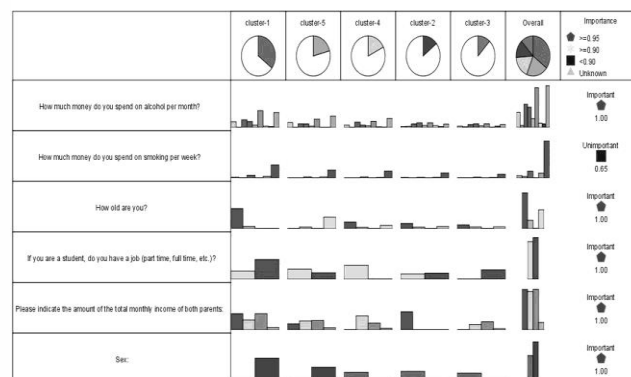 cluster-1 cluster-5 cluster-4 cluster-2 cluster-3 Overall Importance
>=0.95
>=0.90
<0.90
Unknown
How much money do you spend on alcohol per month? Important
1.00
How much money do you spend on smoking per week? Unimportant
0.65
How old are you? Important
1.00
If you are a student, do you have a job (part time, full time, etc.)? Important
1.00
Please indicate the amount of the total monthly income of both parents: Important
1.00
Sex: Important
1.00